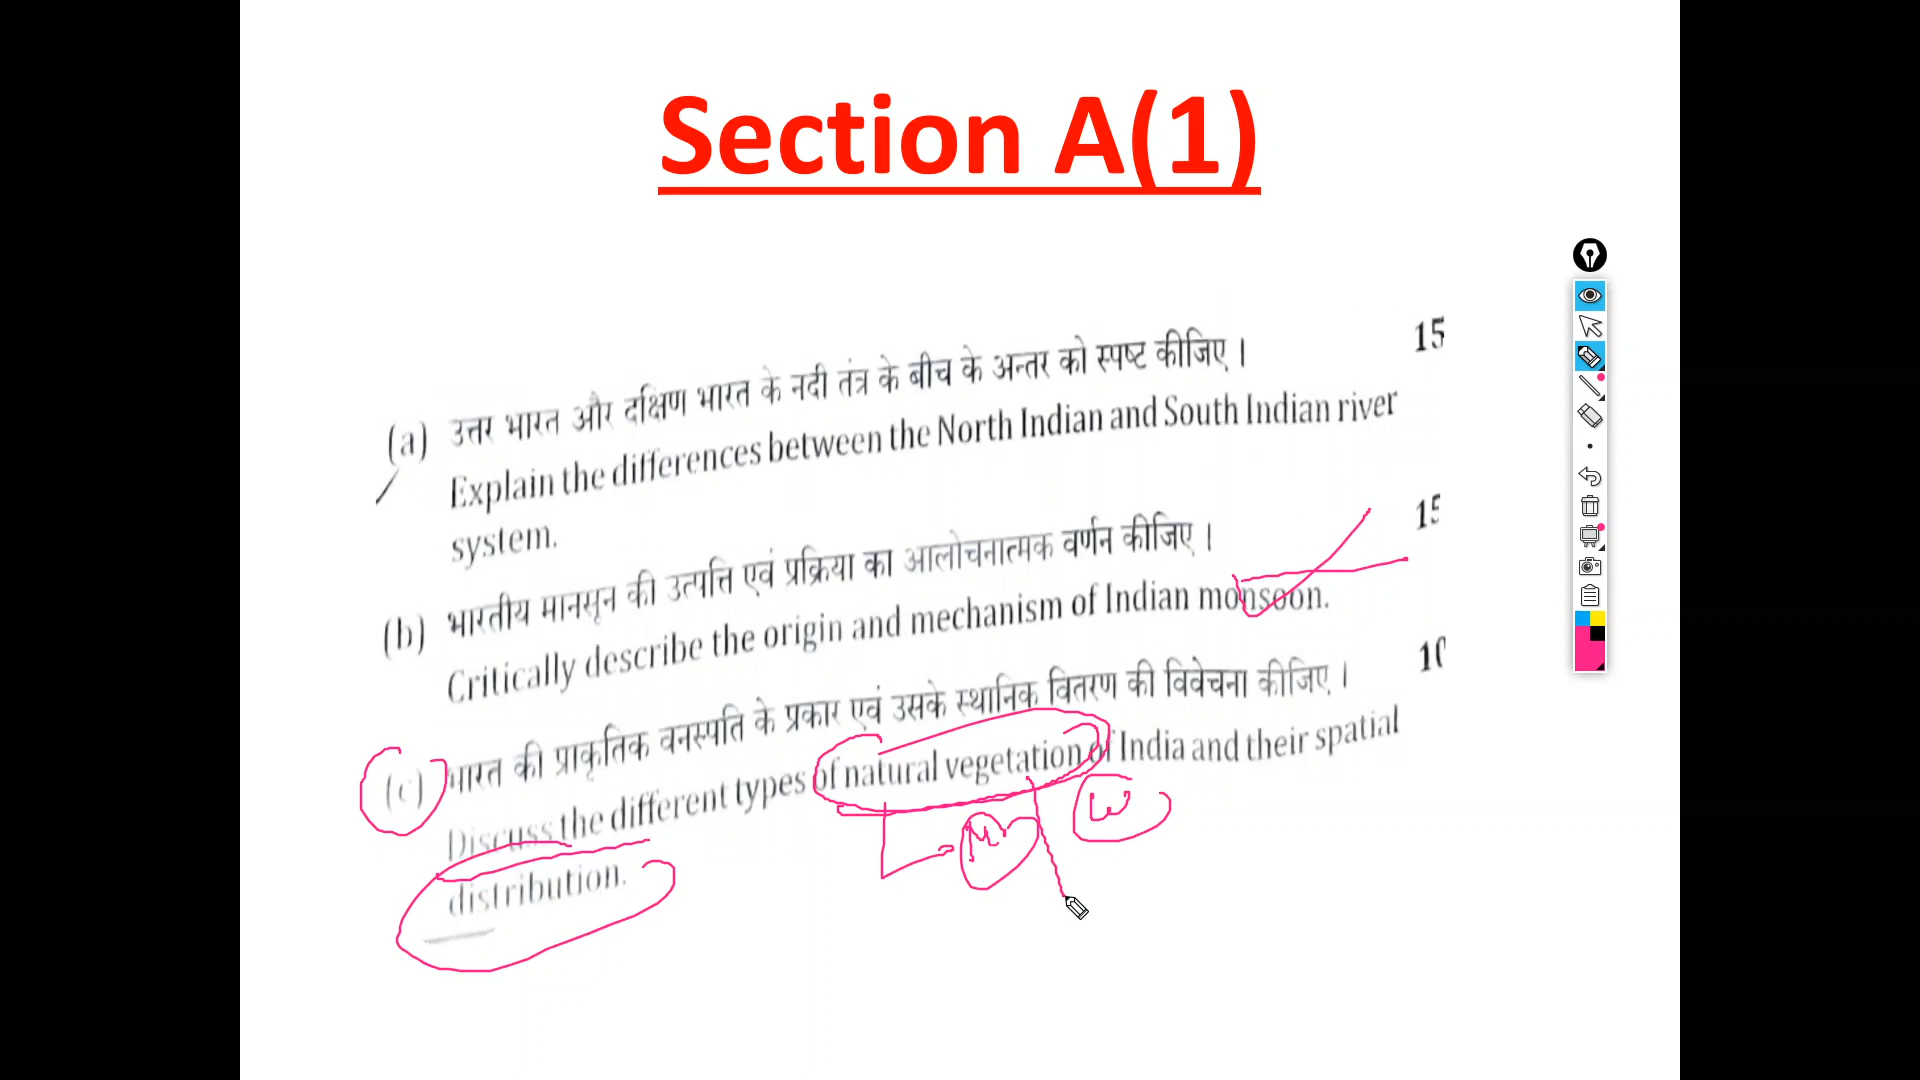 Section A(1)
(a) उत्तर भारत और दक्षिण भारत के नदी तंत्र के बीच के अन्तर को स्पष्ट कीजिए । 15
Explain the differences between the North Indian and South Indian river
system.
(b) भारतीय मानसून की उत्पत्ति एवं प्रक्रिया का आलोचनात्मक वर्णन कीजिए । 15
Critically describe the origin and mechanism of Indian monsoon.
(c) भारत की प्राकृतिक वनस्पति के प्रकार एवं उसके स्थानिक वितरण की विवेचना कीजिए । 10
Discuss the different types of natural vegetation of India and their spatial
distribution.
M
W